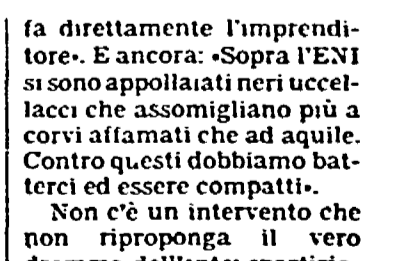 fa direttamente l'imprendi-
tore». E ancora: «Sopra l'ENI
si sono appollaiati neri uccel-
lacci che assomigliano più a
corvi affamati che ad aquile.
Contro questi dobbiamo bat-
terci ed essere compatti».
Non c'è un intervento che
non riproponga il vero